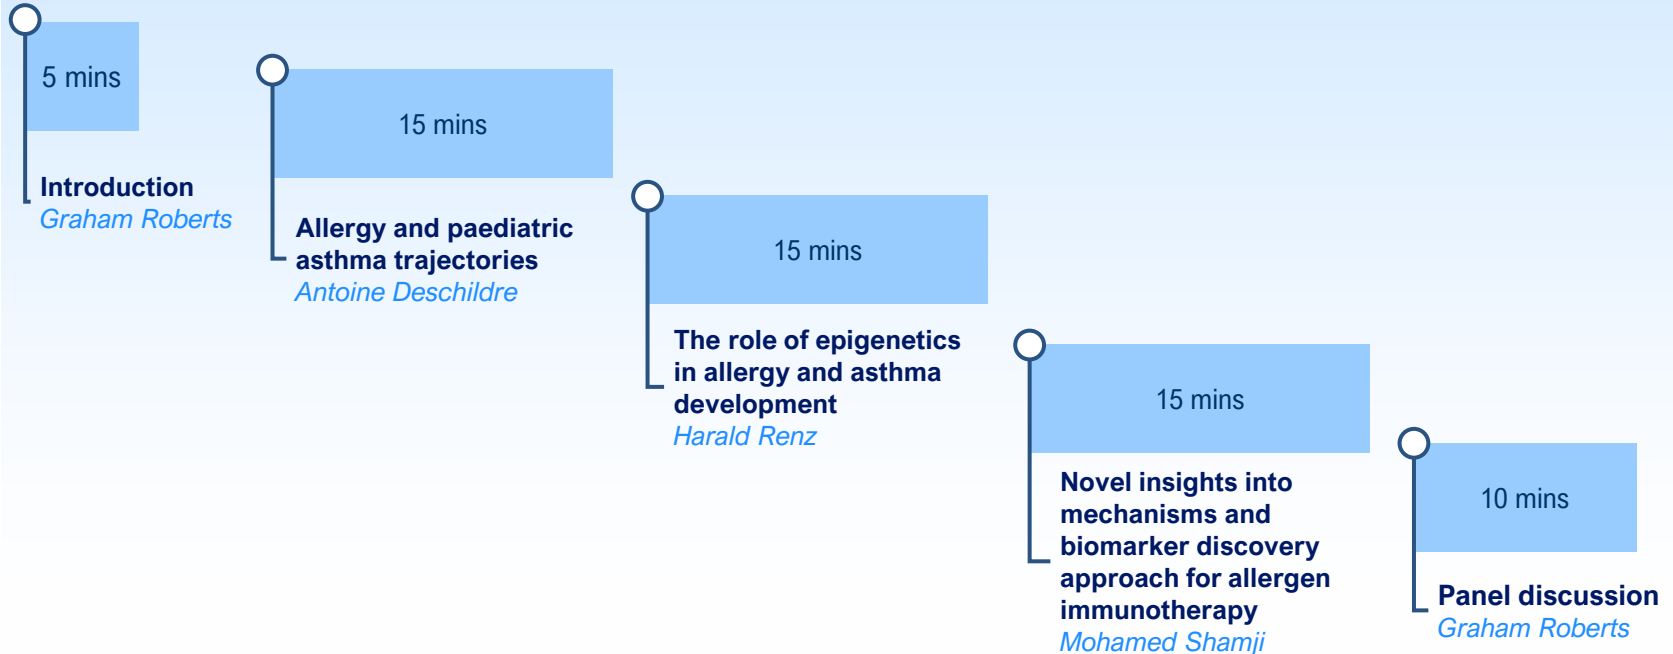 5 mins
Introduction
Graham Roberts
15 mins
Allergy and paediatric
asthma trajectories
Antoine Deschildre
15 mins
The role of epigenetics
in allergy and asthma
development
Harald Renz
15 mins
Novel insights into
mechanisms and
biomarker discovery
approach for allergen
immunotherapy
Mohamed Shamji
10 mins
Panel discussion
Graham Roberts